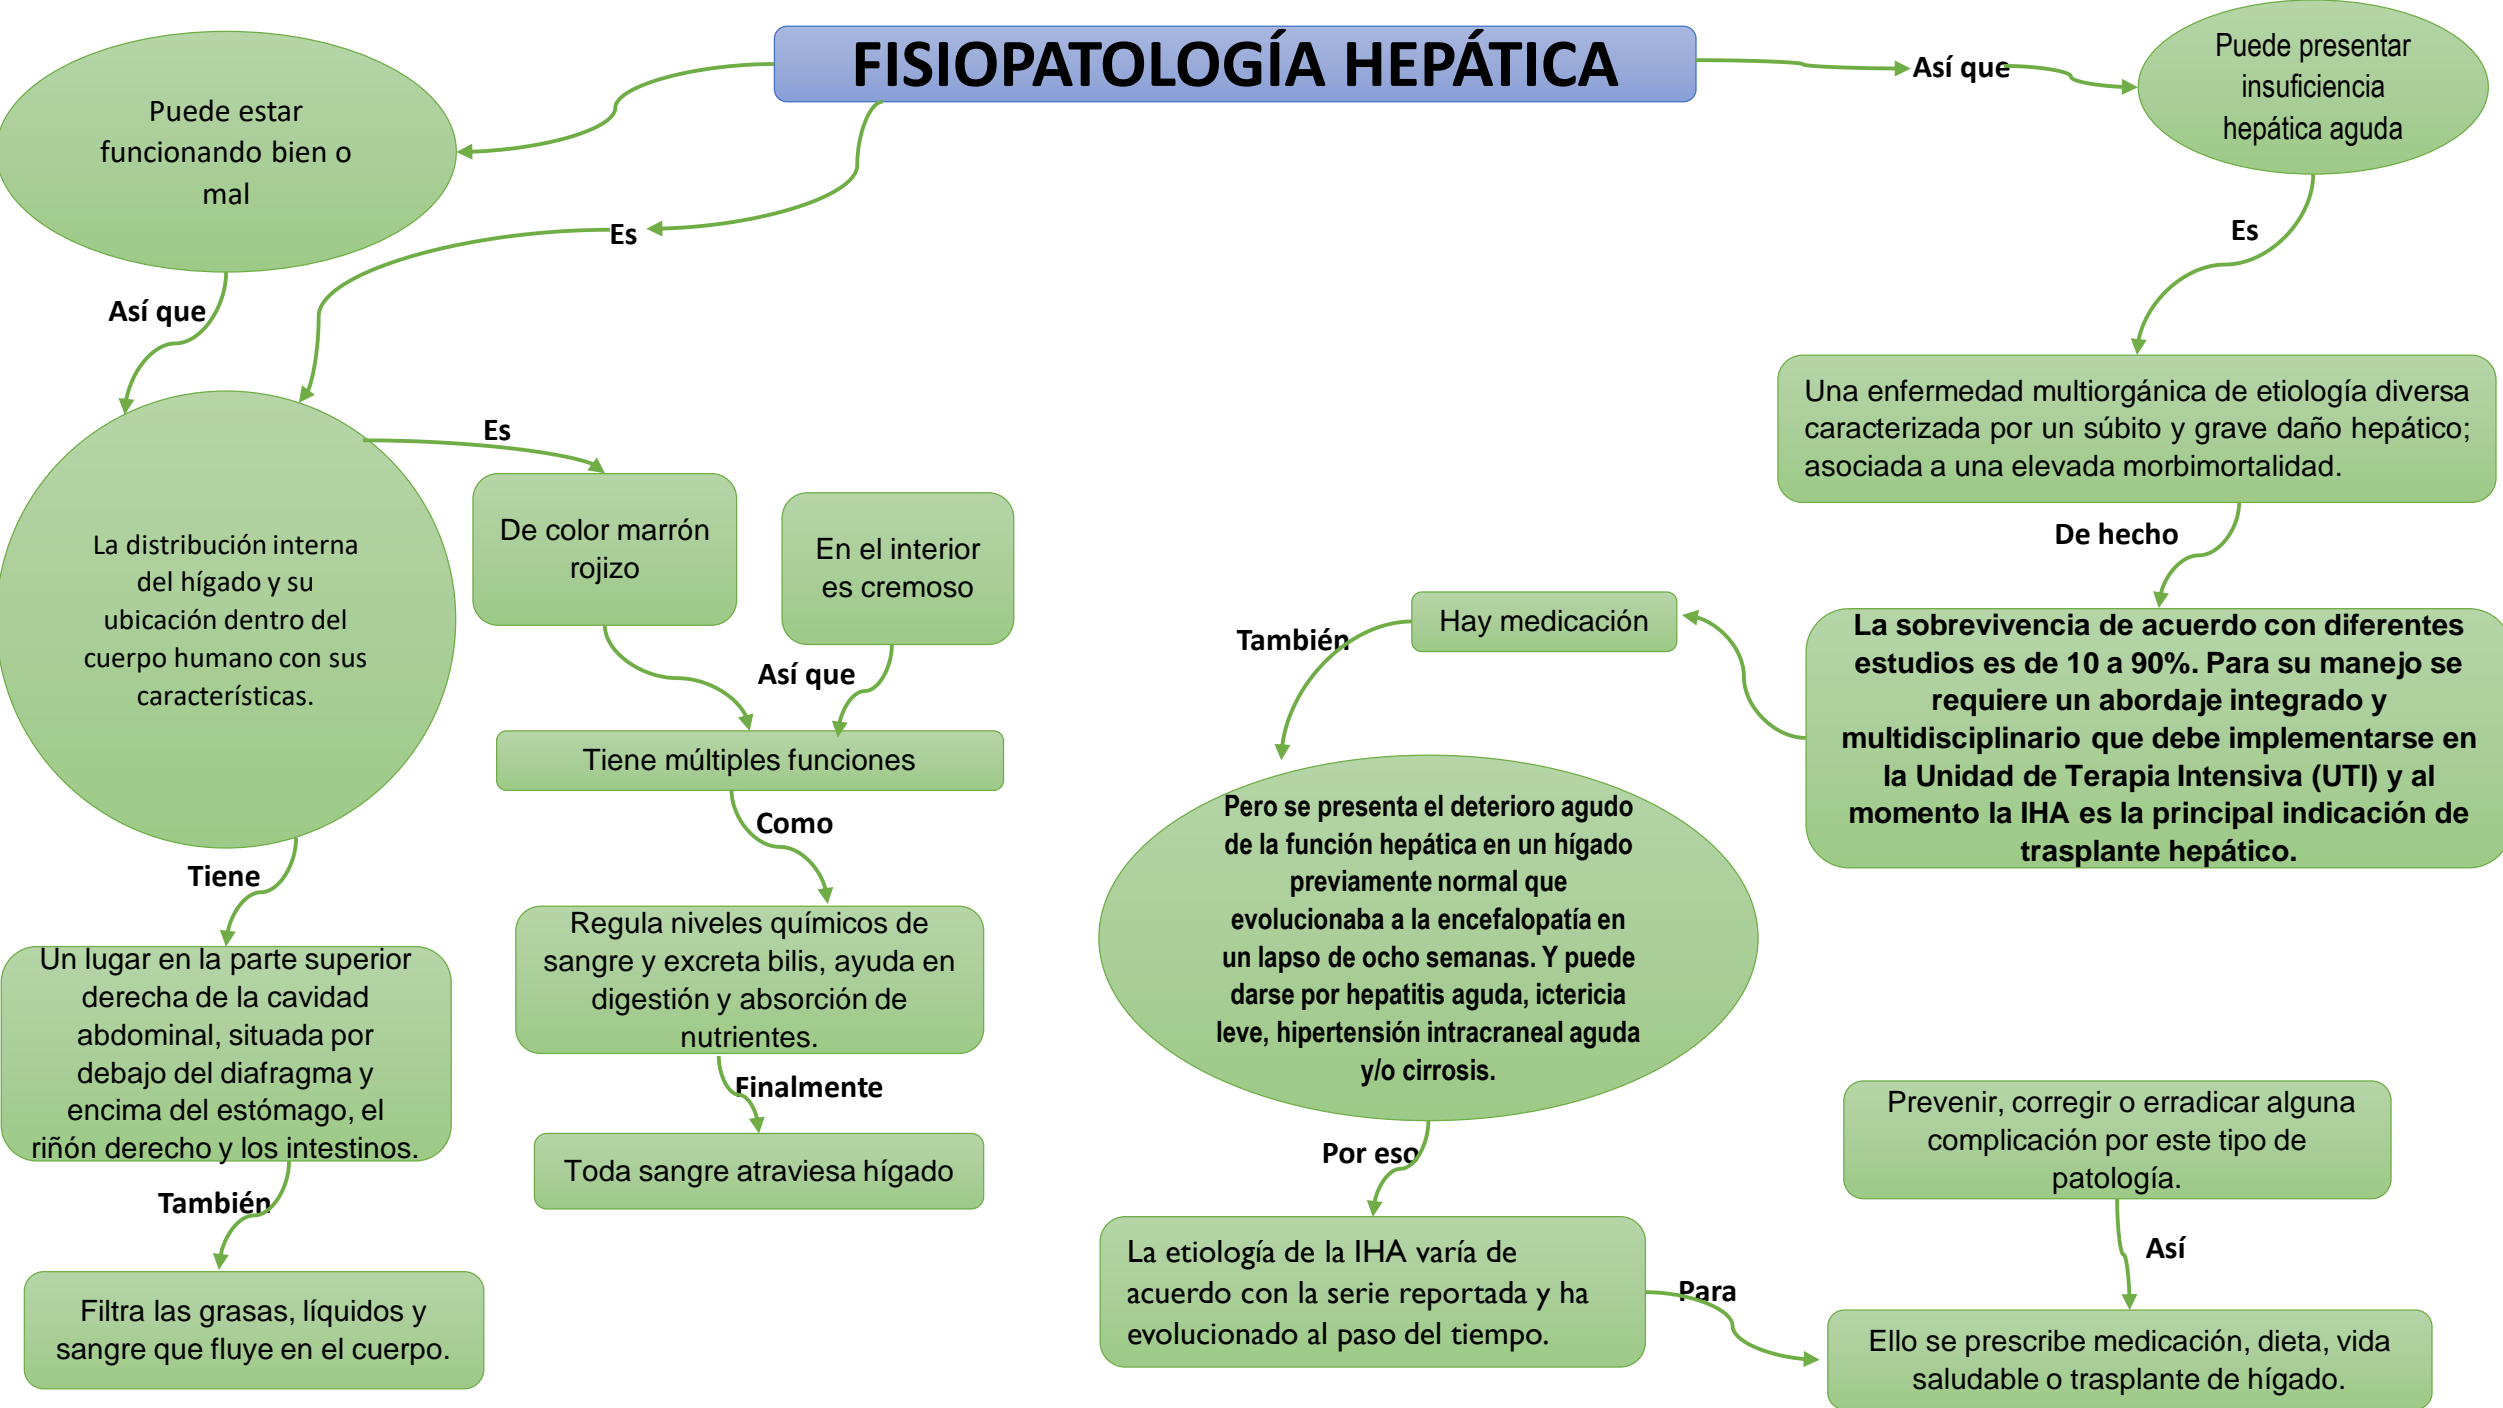 FISIOPATOLOGÍA HEPÁTICA
Puede estar
funcionando bien o
mal
Así que
Es
La distribución interna
del hígado y su
ubicación dentro del
cuerpo humano con sus
características.
Tiene
Un lugar en la parte superior
derecha de la cavidad
abdominal, situada por
debajo del diafragma y
encima del estómago, el
riñón derecho y los intestinos.
También
Filtra las grasas, líquidos y
sangre que fluye en el cuerpo.
Es
De color marrón
rojizo
En el interior
es cremoso
Así que
Tiene múltiples funciones
Como
Regula niveles químicos de
sangre y excreta bilis, ayuda en
digestión y absorción de
nutrientes.
Finalmente
Toda sangre atraviesa hígado
Así que
Puede presentar
insuficiencia
hepática aguda
Es
Una enfermedad multiorgánica de etiología diversa
caracterizada por un súbito y grave daño hepático;
asociada a una elevada morbimortalidad.
De hecho
La sobrevivencia de acuerdo con diferentes
estudios es de 10 a 90%. Para su manejo se
requiere un abordaje integrado y
multidisciplinario que debe implementarse en
la Unidad de Terapia Intensiva (UTI) y al
momento la IHA es la principal indicación de
trasplante hepático.
Hay medicación
También
Pero se presenta el deterioro agudo
de la función hepática en un hígado
previamente normal que
evolucionaba a la encefalopatía en
un lapso de ocho semanas. Y puede
darse por hepatitis aguda, ictericia
leve, hipertensión intracraneal aguda
y/o cirrosis.
Por eso
La etiología de la IHA varía de
acuerdo con la serie reportada y ha
evolucionado al paso del tiempo.
Para
Prevenir, corregir o erradicar alguna
complicación por este tipo de
patología.
Así
Ello se prescribe medicación, dieta, vida
saludable o trasplante de hígado.